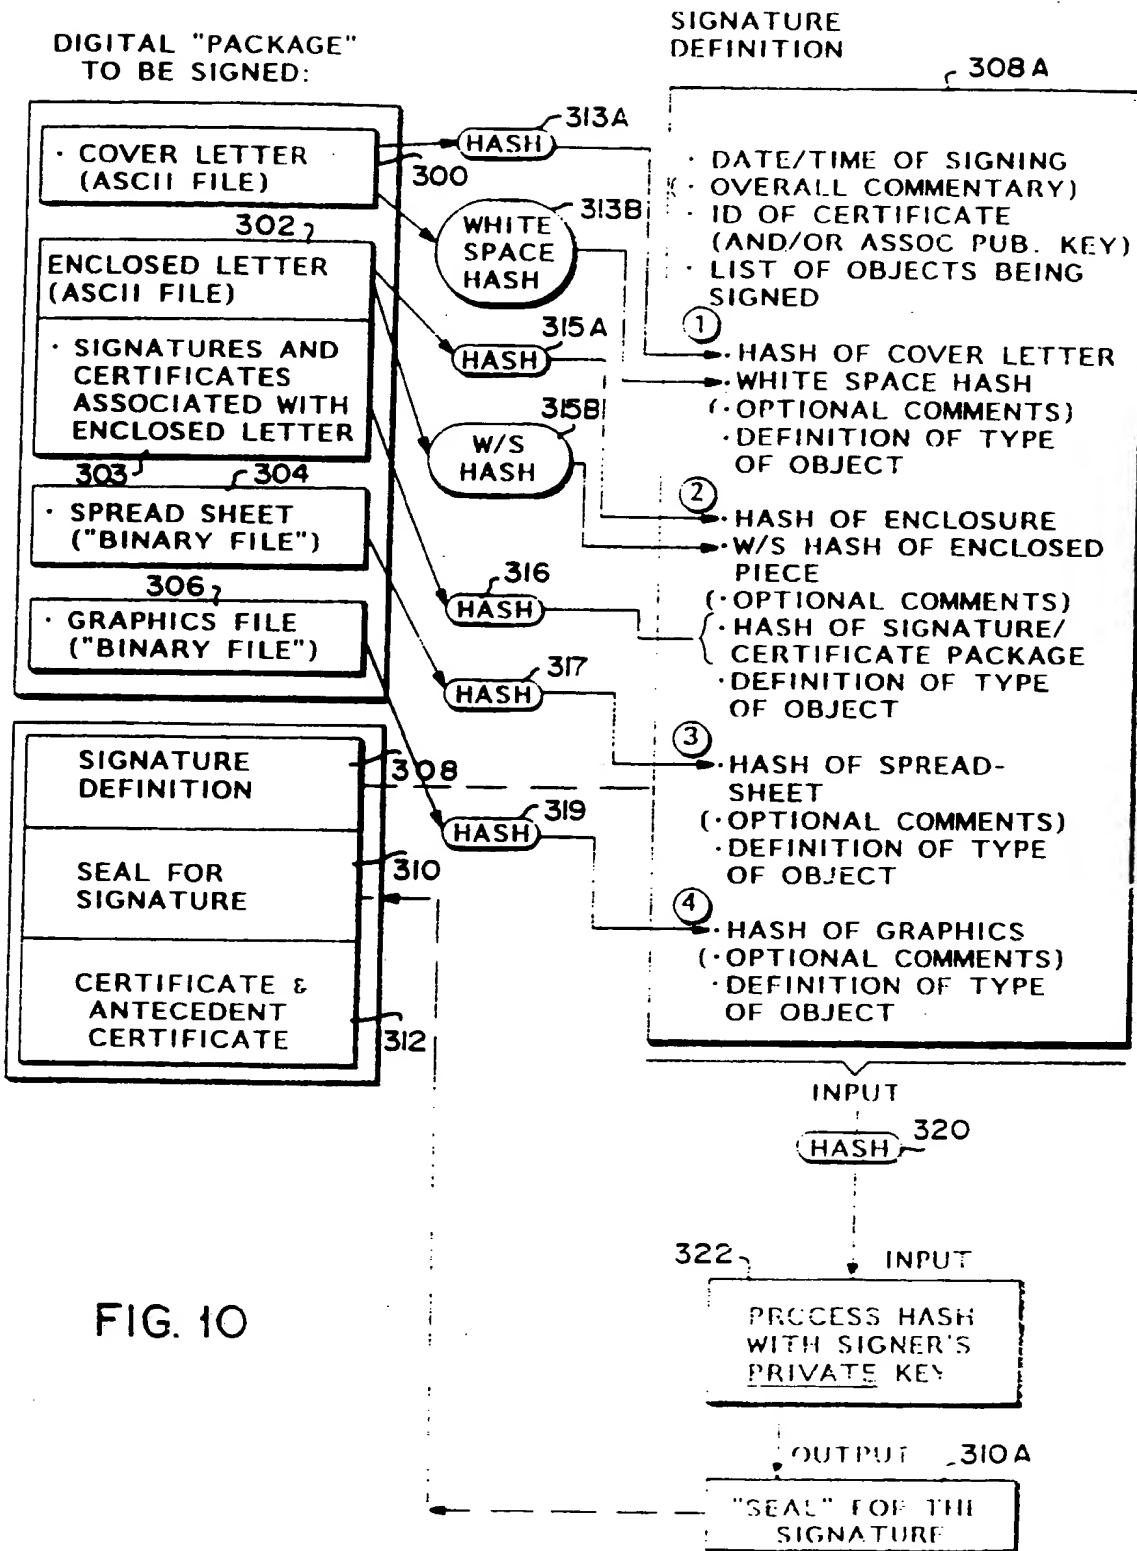 DIGITAL "PACKAGE"
TO BE SIGNED:
· COVER LETTER
(ASCII FILE)
300
302
ENCLOSED LETTER
(ASCII FILE)
· SIGNATURES AND
CERTIFICATES
ASSOCIATED WITH
ENCLOSED LETTER
303
304
· SPREAD SHEET
("BINARY FILE")
306
· GRAPHICS FILE
("BINARY FILE")
SIGNATURE
DEFINITION
308
SEAL FOR
SIGNATURE
310
CERTIFICATE &
ANTECEDENT
CERTIFICATE
312
HASH
313A
WHITE
SPACE
HASH
313B
HASH
315A
W/S
HASH
315B
HASH
316
HASH
317
HASH
319
SIGNATURE
DEFINITION
308A
· DATE/TIME OF SIGNING
(· OVERALL COMMENTARY)
· ID OF CERTIFICATE
(AND/OR ASSOC PUB. KEY)
· LIST OF OBJECTS BEING
SIGNED
1
· HASH OF COVER LETTER
· WHITE SPACE HASH
(· OPTIONAL COMMENTS)
· DEFINITION OF TYPE
OF OBJECT
2
· HASH OF ENCLOSURE
· W/S HASH OF ENCLOSED
PIECE
(· OPTIONAL COMMENTS)
· HASH OF SIGNATURE/
CERTIFICATE PACKAGE
· DEFINITION OF TYPE
OF OBJECT
3
· HASH OF SPREAD-
SHEET
(· OPTIONAL COMMENTS)
· DEFINITION OF TYPE
OF OBJECT
4
· HASH OF GRAPHICS
(· OPTIONAL COMMENTS)
· DEFINITION OF TYPE
OF OBJECT
INPUT
HASH
320
INPUT
322
PROCESS HASH
WITH SIGNER'S
PRIVATE KEY
OUTPUT
310A
"SEAL" FOR THE
SIGNATURE
FIG. 10